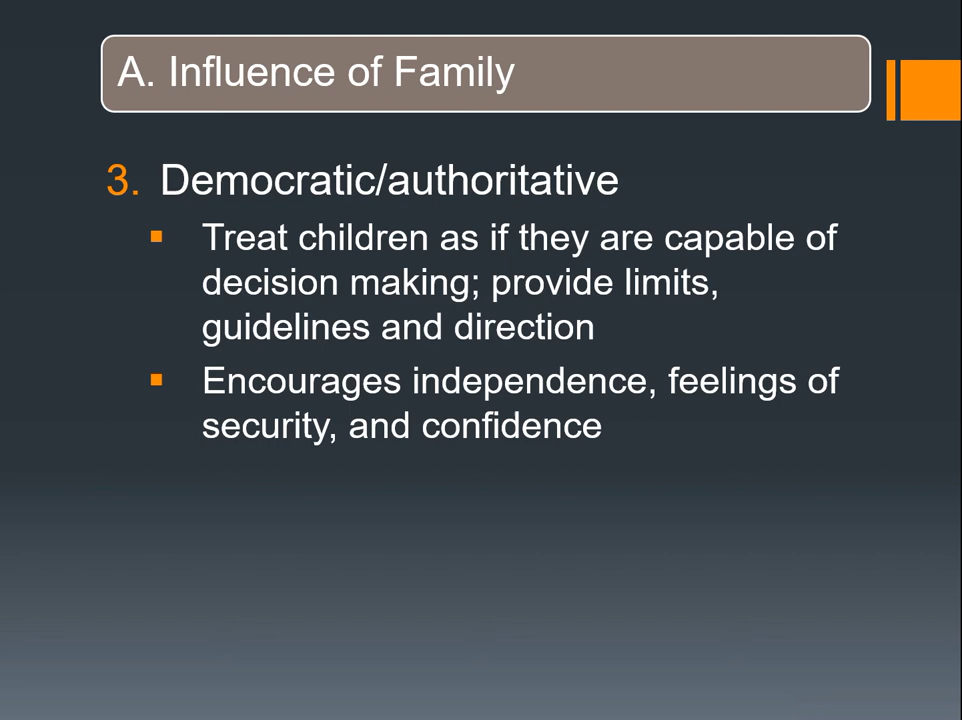 A. Influence of Family
3. Democratic/authoritative
▪ Treat children as if they are capable of
decision making; provide limits,
guidelines and direction
▪ Encourages independence, feelings of
security, and confidence